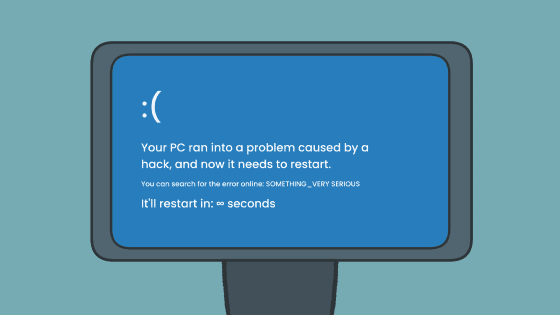 :(
Your PC ran into a problem caused by a
hack, and now it needs to restart.
You can search for the error online: SOMETHING_VERY SERIOUS
It'll restart in: ∞ seconds